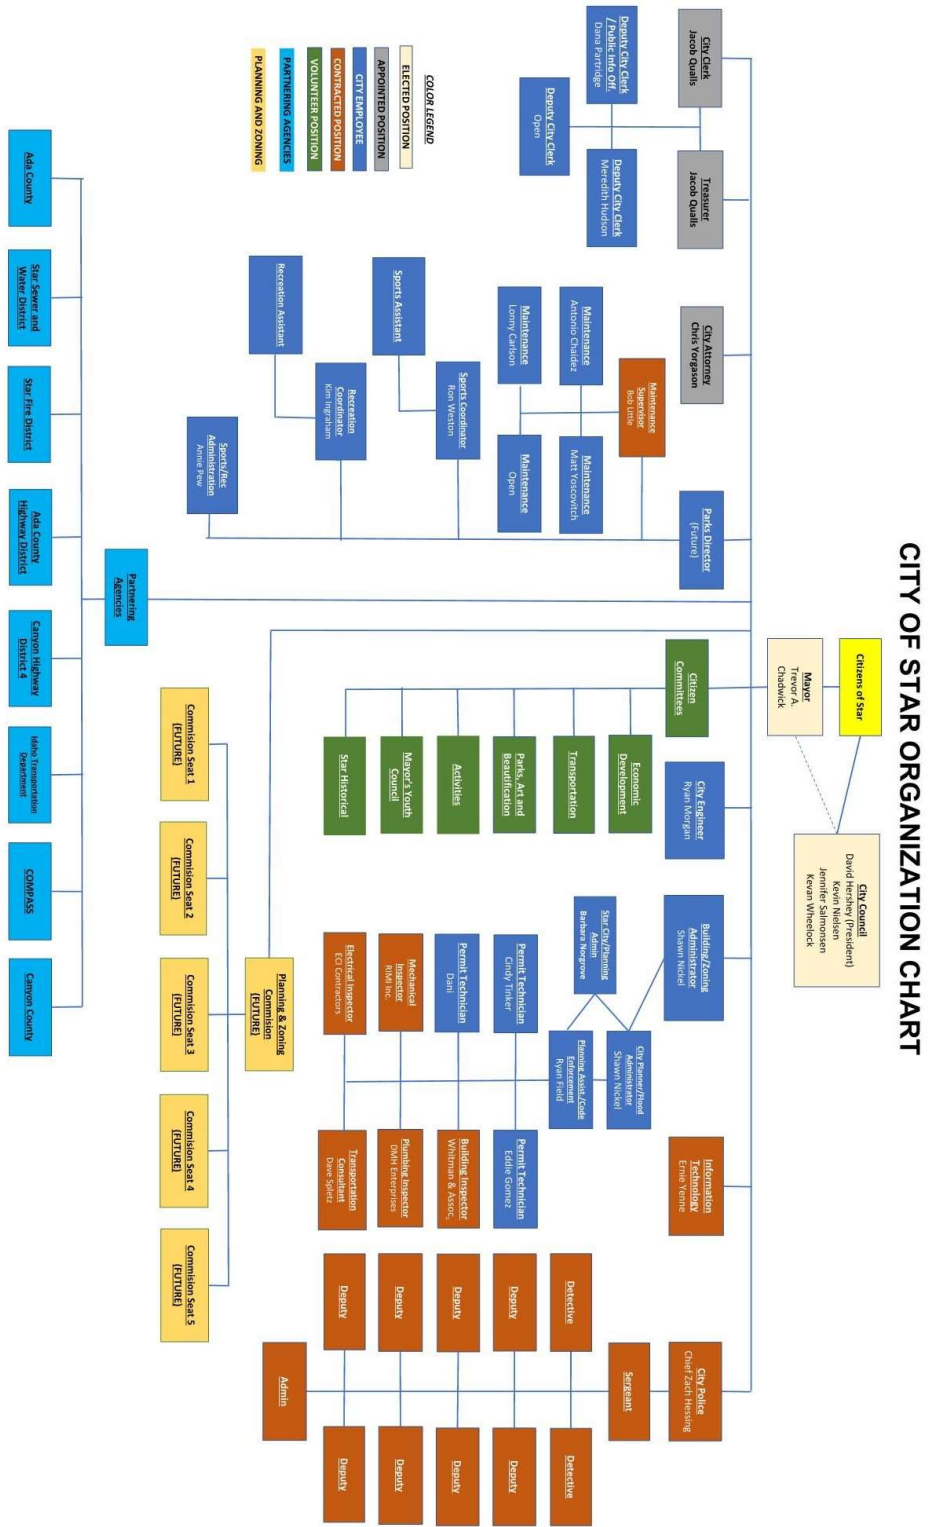 CITY OF STAR ORGANIZATION CHART
Citizens of Star
Mayor
Trevor A.
Chadwick
City Council
David Hershey (President)
Kevin Nielsen
Jennifer Salmonsen
Kevan Wheelock
City Clerk
Jacob Qualls
Treasurer
Jacob Qualls
City Attorney
Chris Yorgason
Parks Director
(Future)
Citizen
Committees
City Engineer
Ryan Morgan
Building/Zoning
Administrator
Shawn Nickel
Information
Technology
Ernie Yenne
City Police
Chief Zach Hessing
Deputy City Clerk
/ Public Info Off.
Dana Partridge
Deputy City Clerk
Meredith Hudson
Deputy City Clerk
Open
Maintenance
Supervisor
Bob Little
Maintenance
Antonio Chaidez
Maintenance
Matt Yoscovitch
Maintenance
Lonny Carlson
Maintenance
Open
Sports Coordinator
Ron Weston
Sports Assistant
Recreation
Coordinator
Kim Ingraham
Recreation Assistant
Sports/Rec
Administration
Annie Pew
Economic
Development
Transportation
Parks, Art and
Beautification
Activities
Mayor's Youth
Council
Star Historical
City Planner/Flood
Administrator
Shawn Nickel
Star City/Planning
Admin
Barbara Norgrove
Planning Assist./Code
Enforcement
Ryan Field
Permit Technician
Cindy Tinker
Permit Technician
Eddie Gomez
Permit Technician
Dani
Building Inspector
Whitman & Assoc,
Mechanical
Inspector
RIMI Inc.
Plumbing Inspector
DMH Enterprises
Electrical Inspector
ECI Contractors
Transportation
Consultant
Dave Spletz
Sergeant
Detective
Detective
Deputy
Deputy
Deputy
Deputy
Deputy
Deputy
Deputy
Deputy
Admin
COLOR LEGEND
ELECTED POSITION
APPOINTED POSITION
CITY EMPLOYEE
CONTRACTED POSITION
VOLUNTEER POSITION
PARTNERING AGENCIES
PLANNING AND ZONING
Planning & Zoning
Commision
(FUTURE)
Commision Seat 1
(FUTURE)
Commision Seat 2
(FUTURE)
Commision Seat 3
(FUTURE)
Commision Seat 4
(FUTURE)
Commision Seat 5
(FUTURE)
Partnering
Agencies
Ada County
Star Sewer and
Water District
Star Fire District
Ada County
Highway District
Canyon Highway
District 4
Idaho Transportation
Department
COMPASS
Canyon County